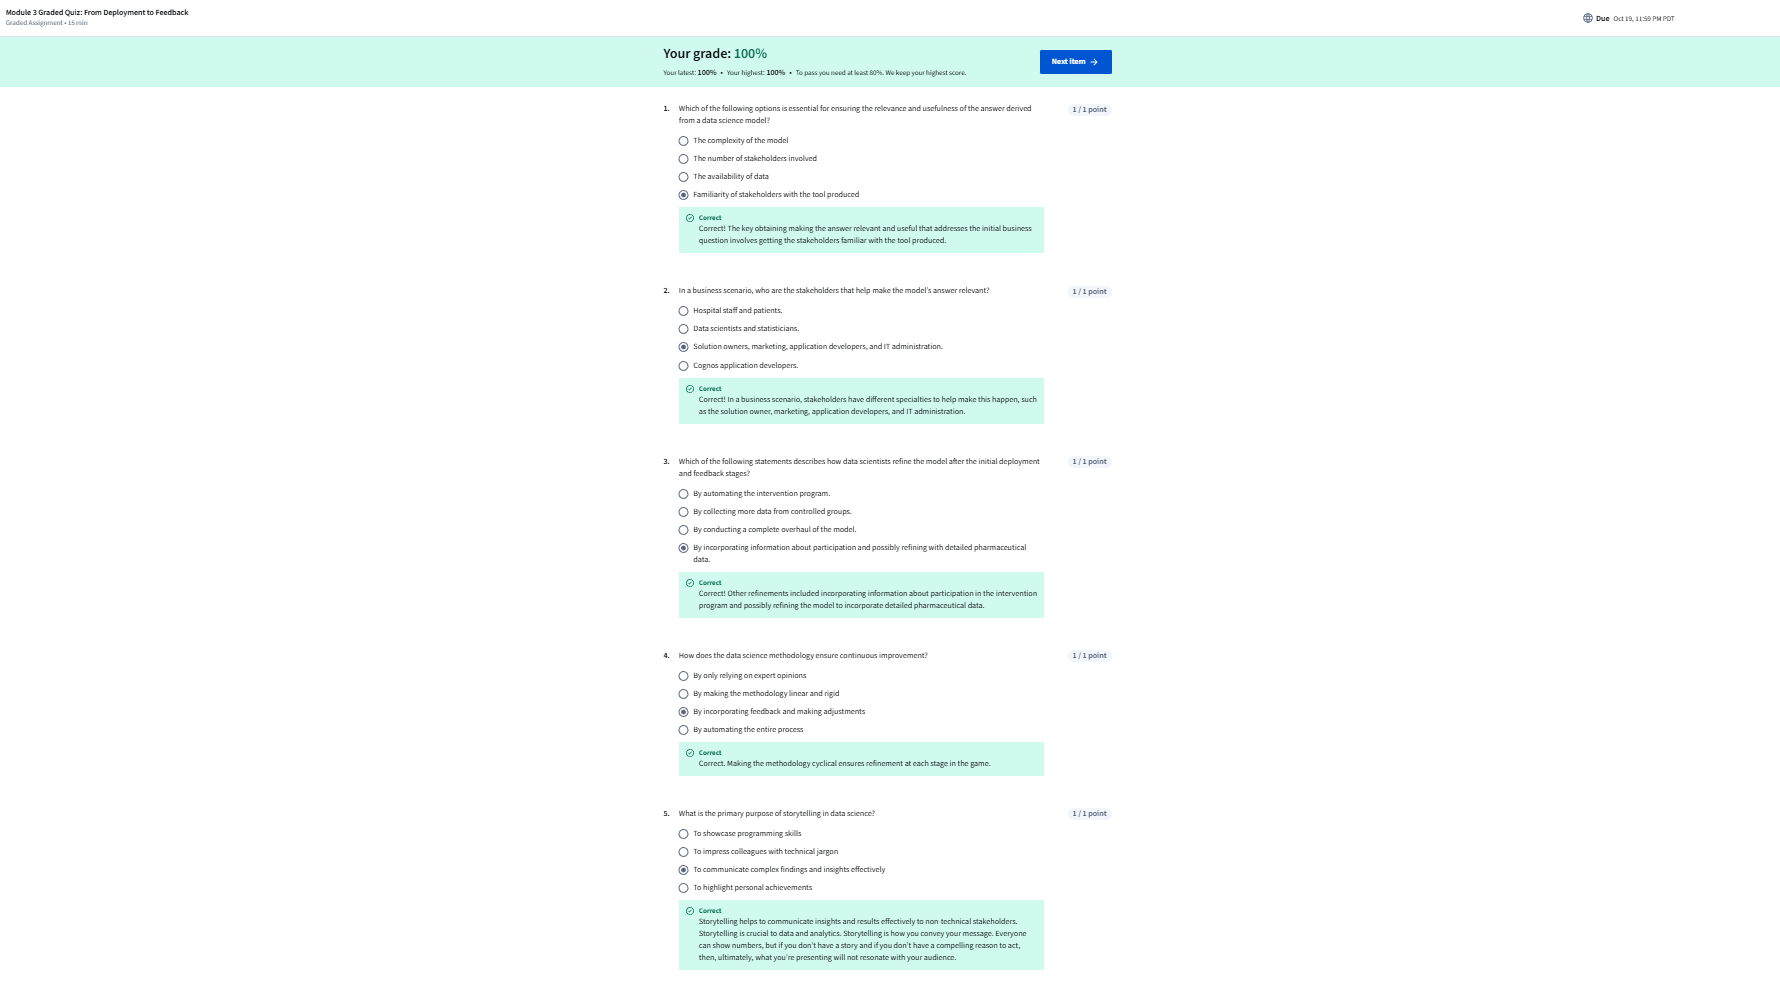 Module 3 Graded Quiz: From Deployment to Feedback
Graded Assignment • 15 min
Due Oct 19, 11:59 PM PDT
Your grade: 100%
Your latest: 100% • Your highest: 100% • To pass you need at least 80%. We keep your highest score.
Next item
1. Which of the following options is essential for ensuring the relevance and usefulness of the answer derived
from a data science model?
1 / 1 point
The complexity of the model
The number of stakeholders involved
The availability of data
Familiarity of stakeholders with the tool produced
Correct
Correct! The key obtaining making the answer relevant and useful that addresses the initial business
question involves getting the stakeholders familiar with the tool produced.
2. In a business scenario, who are the stakeholders that help make the model's answer relevant?
1 / 1 point
Hospital staff and patients.
Data scientists and statisticians.
Solution owners, marketing, application developers, and IT administration.
Cognos application developers.
Correct
Correct! In a business scenario, stakeholders have different specialties to help make this happen, such
as the solution owner, marketing, application developers, and IT administration.
3. Which of the following statements describes how data scientists refine the model after the initial deployment
and feedback stages?
1 / 1 point
By automating the intervention program.
By collecting more data from controlled groups.
By conducting a complete overhaul of the model.
By incorporating information about participation and possibly refining with detailed pharmaceutical
data.
Correct
Correct! Other refinements included incorporating information about participation in the intervention
program and possibly refining the model to incorporate detailed pharmaceutical data.
4. How does the data science methodology ensure continuous improvement?
1 / 1 point
By only relying on expert opinions
By making the methodology linear and rigid
By incorporating feedback and making adjustments
By automating the entire process
Correct
Correct. Making the methodology cyclical ensures refinement at each stage in the game.
5. What is the primary purpose of storytelling in data science?
1 / 1 point
To showcase programming skills
To impress colleagues with technical jargon
To communicate complex findings and insights effectively
To highlight personal achievements
Correct
Storytelling helps to communicate insights and results effectively to non-technical stakeholders.
Storytelling is crucial to data and analytics. Storytelling is how you convey your message. Everyone
can show numbers, but if you don't have a story and if you don't have a compelling reason to act,
then, ultimately, what you're presenting will not resonate with your audience.